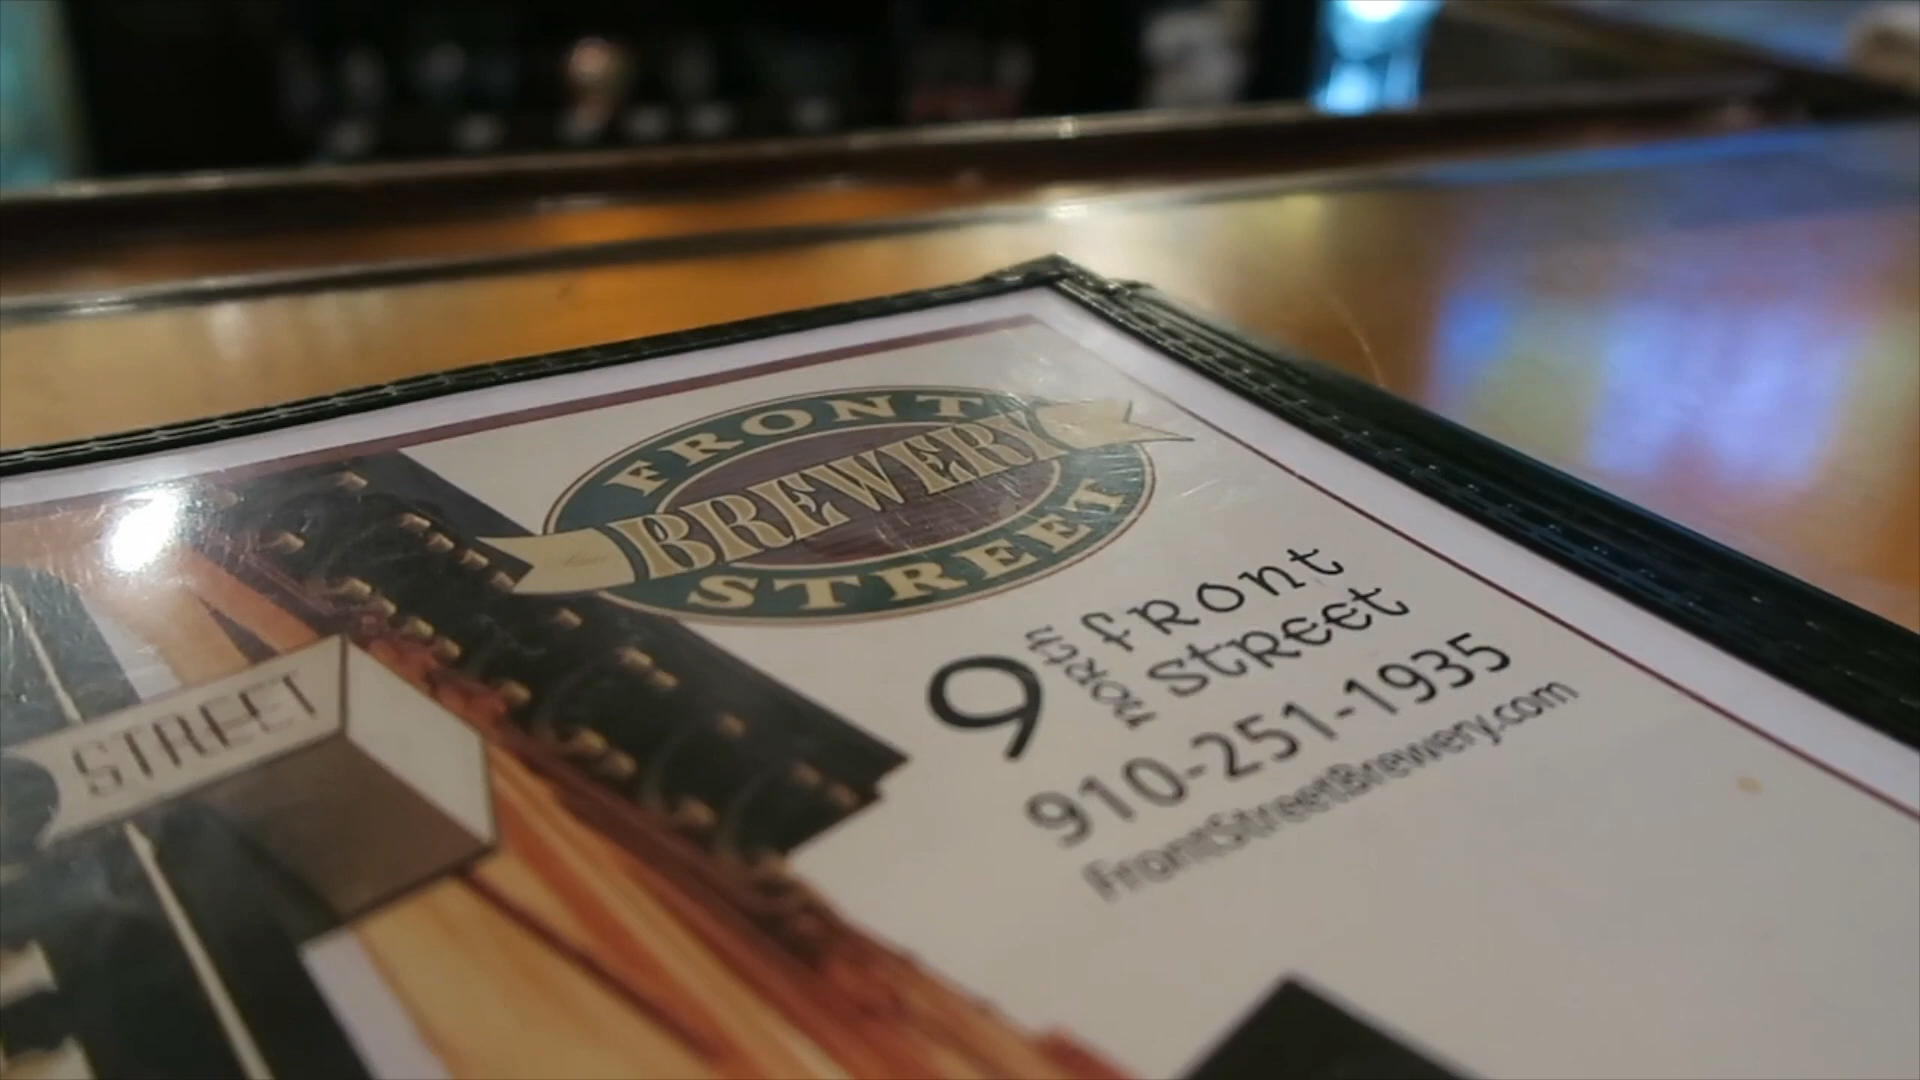 FRONT
BREWERY
STREET
9 north front
street
910-251-1935
FrontStreetBrewery.com
STREET